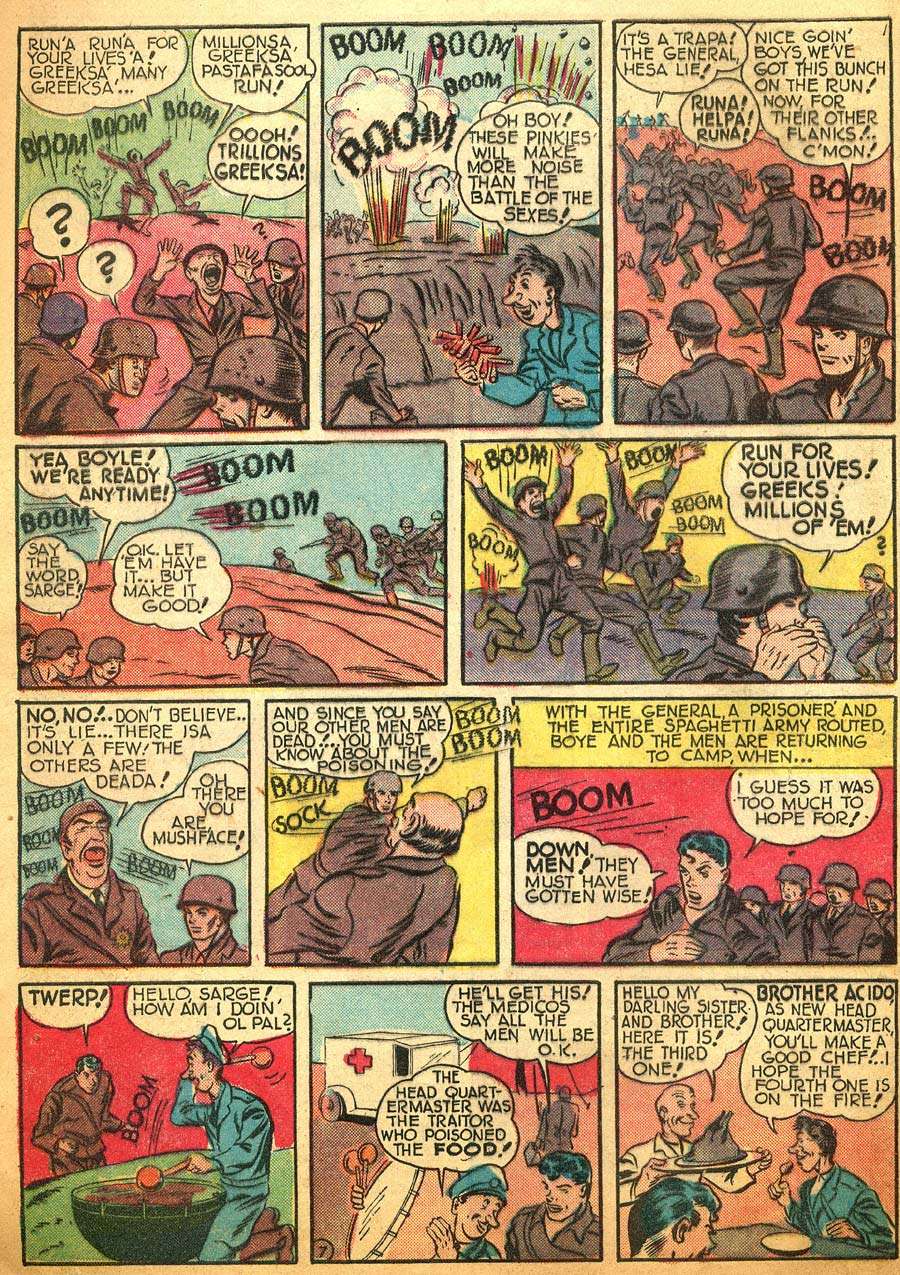 RUN'A RUN'A FOR
YOUR LIVES'A!
GREEKSA', MANY
GREEKSA'...
MILLIONSA,
GREEKSA
PASTAFASOOL,
RUN!
BOOM
BOOM
BOOM
OOOH!
TRILLIONS
GREEKSA!
?
?
BOOM
BOOM
BOOM
BOOM
OH BOY!
THESE PINKIES
WILL MAKE
MORE NOISE
THAN THE
BATTLE OF THE
SEXES!
IT'S A TRAPA!
THE GENERAL,
HESA LIE!
RUNA!
HELPA!
RUNA!
NICE GOIN'
BOYS, WE'VE
GOT THIS BUNCH
ON THE RUN!
NOW, FOR
THEIR OTHER
FLANKS!..
C'MON!
BOOM
BOOM
YEA, BOYLE!
WE'RE READY
ANYTIME!
BOOM
BOOM
BOOM
SAY
THE
WORD,
SARGE!
O.K. LET
'EM HAVE
IT... BUT
MAKE IT
GOOD!
BOOM
BOOM
BOOM
BOOM
BOOM
RUN FOR
YOUR LIVES!
GREEKS!
MILLIONS
OF 'EM!
?
NO, NO!.. DON'T BELIEVE..
IT'S LIE... THERE ISA
ONLY A FEW! THE
OTHERS ARE
DEADA!
BOOM
BOOM
BOOM
BOOM
OH
THERE
YOU
ARE
MUSHFACE!
AND SINCE YOU SAY
OUR OTHER MEN ARE
DEAD!.. YOU MUST
KNOW ABOUT THE
POISONING!
BOOM
BOOM
BOOM
SOCK
WITH THE GENERAL A PRISONER AND
THE ENTIRE SPAGHETTI ARMY ROUTED,
BOYE AND THE MEN ARE RETURNING
TO CAMP, WHEN...
BOOM
DOWN,
MEN! THEY
MUST HAVE
GOTTEN WISE!
I GUESS IT WAS
TOO MUCH TO
HOPE FOR!
TWERP!
HELLO, SARGE!
HOW AM I DOIN'
OL PAL?
BOOM
HE'LL GET HIS!
THE MEDICOS
SAY ALL THE
MEN WILL BE
O.K.
THE
HEAD QUART-
ERMASTER WAS
THE TRAITOR
WHO POISONED
THE FOOD!
7
HELLO MY
DARLING SISTER
AND BROTHER!
HERE IT IS!
THE THIRD
ONE!
BROTHER ACIDO,
AS NEW HEAD
QUARTERMASTER,
YOU'LL MAKE A
GOOD CHEF!.. I
HOPE THE
FOURTH ONE IS
ON THE FIRE!